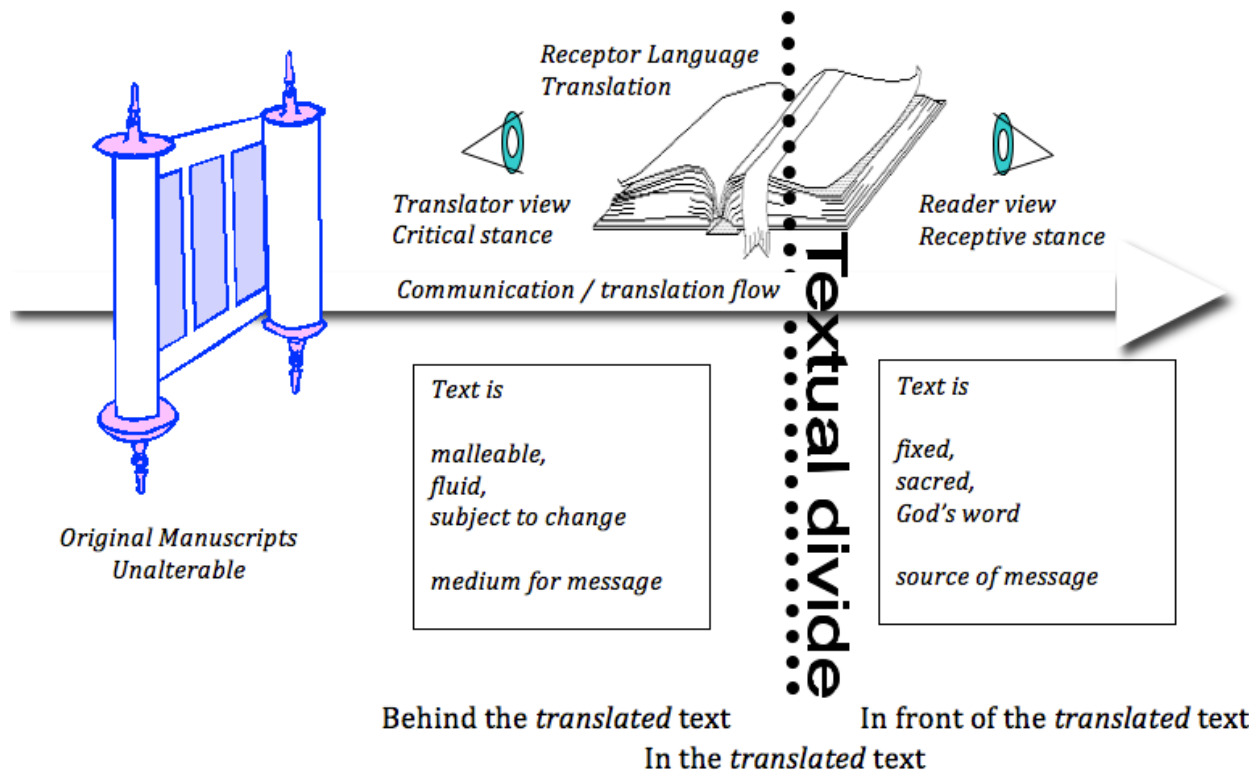 Receptor Language
Translation
Translator view
Critical stance
Reader view
Receptive stance
Communication / translation flow
Textual divide
Original Manuscripts
Unalterable
Text is
malleable,
fluid,
subject to change
medium for message
Text is
fixed,
sacred,
God's word
source of message
Behind the translated text
In front of the translated text
In the translated text